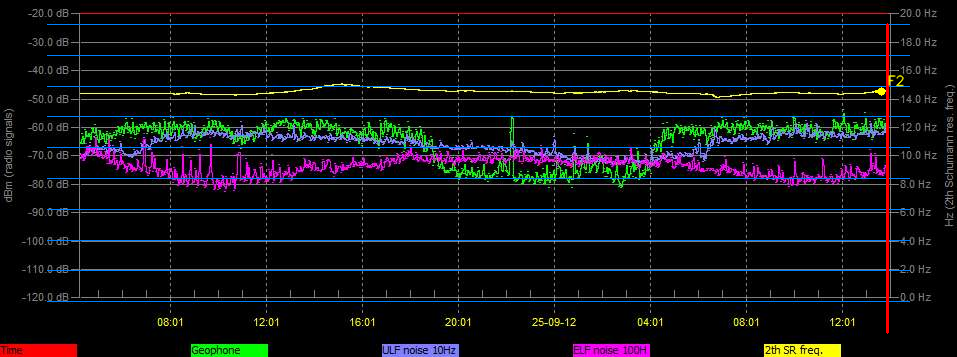 -20.0 dB 20.0 Hz
-30.0 dB 18.0 Hz
-40.0 dB 16.0 Hz
F2
-50.0 dB 14.0 Hz
-60.0 dB 12.0 Hz
-70.0 dB 10.0 Hz
-80.0 dB 8.0 Hz
-90.0 dB 6.0 Hz
-100.0 dB 4.0 Hz
-110.0 dB 2.0 Hz
-120.0 dB 0.0 Hz
dBm (radio signals)
Hz (2th Schumann res. freq.)
08:01 12:01 16:01 20:01 25-09-12 04:01 08:01 12:01
Time Geophone ULF noise 10Hz ELF noise 100H 2th SR freq.